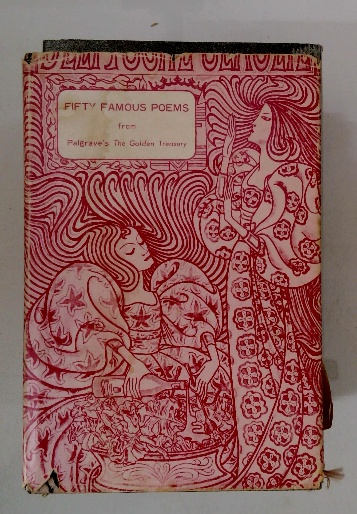 FIFTY FAMOUS POEMS
from
Palgrave's The Golden Treasury